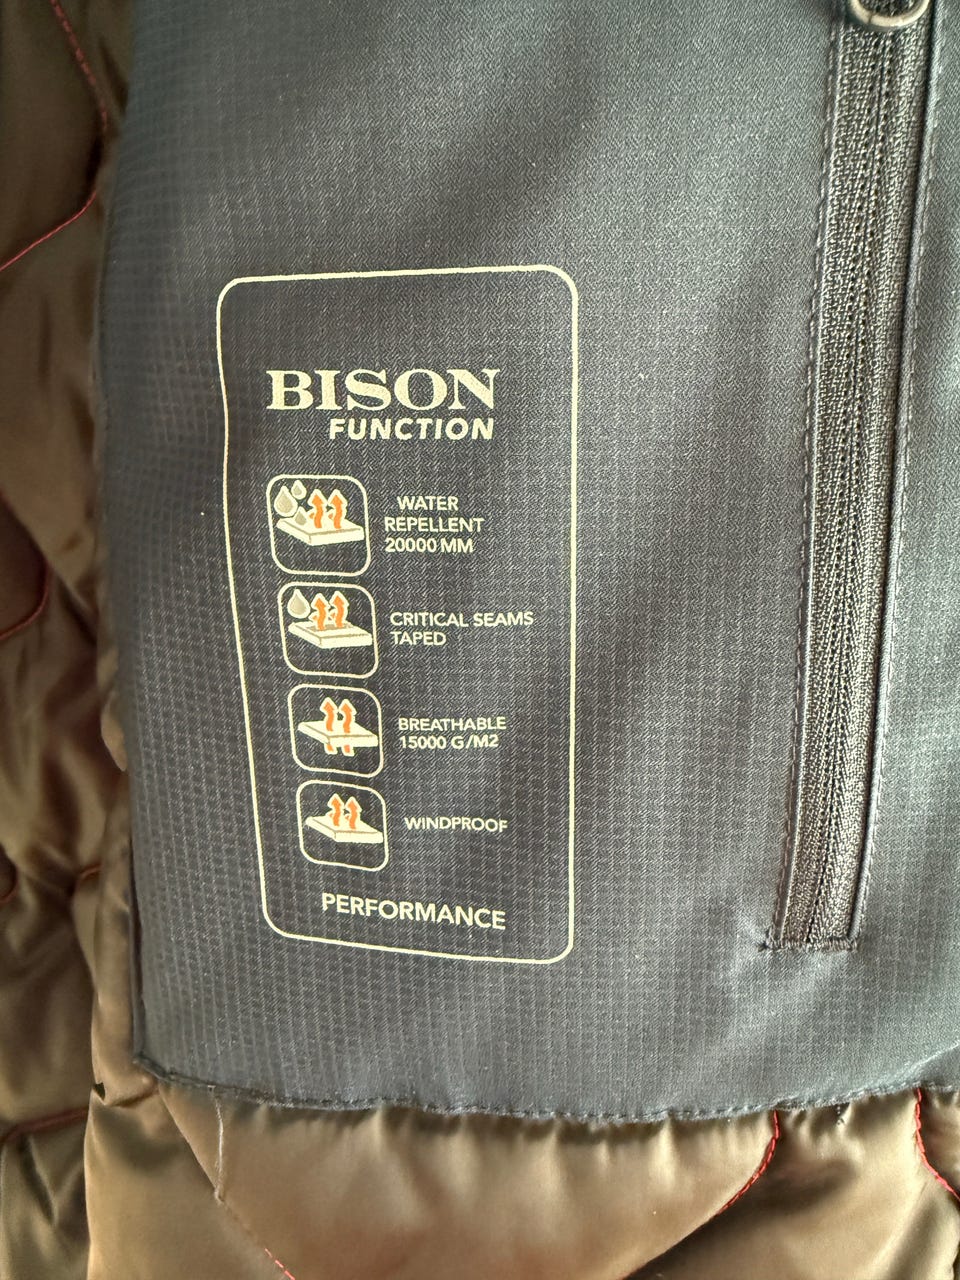 BISON
FUNCTION
WATER
REPELLENT
20000 MM
CRITICAL SEAMS
TAPED
BREATHABLE
15000 G/M2
WINDPROOF
PERFORMANCE